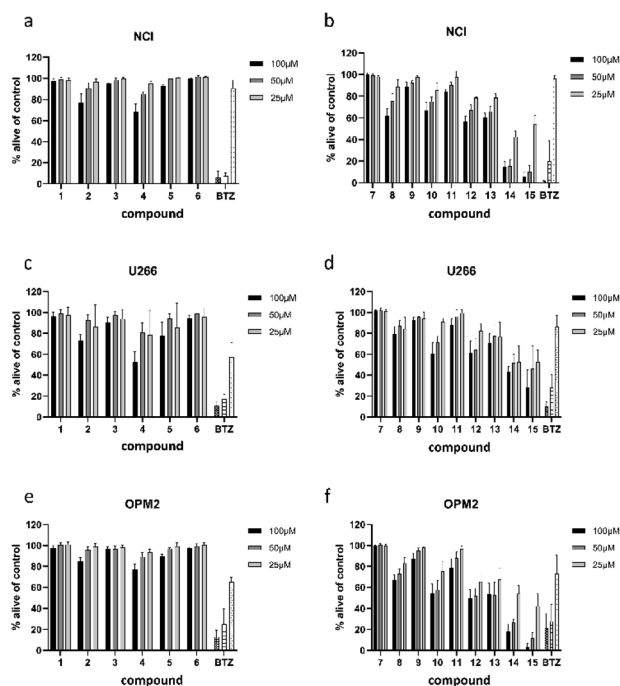 a
NCI
% alive of control
120
100
80
60
40
20
0
1 2 3 4 5 6 BTZ
compound
100µM
50µM
25µM
b
NCI
% alive of control
120
100
80
60
40
20
0
7 8 9 10 11 12 13 14 15 BTZ
compound
100µM
50µM
25µM
c
U266
% alive of control
120
100
80
60
40
20
0
1 2 3 4 5 6 BTZ
compound
100µM
50µM
25µM
d
U266
% alive of control
120
100
80
60
40
20
0
7 8 9 10 11 12 13 14 15 BTZ
compound
100µM
50µM
25µM
e
OPM2
% alive of control
120
100
80
60
40
20
0
1 2 3 4 5 6 BTZ
compound
100µM
50µM
25µM
f
OPM2
% alive of control
120
100
80
60
40
20
0
7 8 9 10 11 12 13 14 15 BTZ
compound
100µM
50µM
25µM